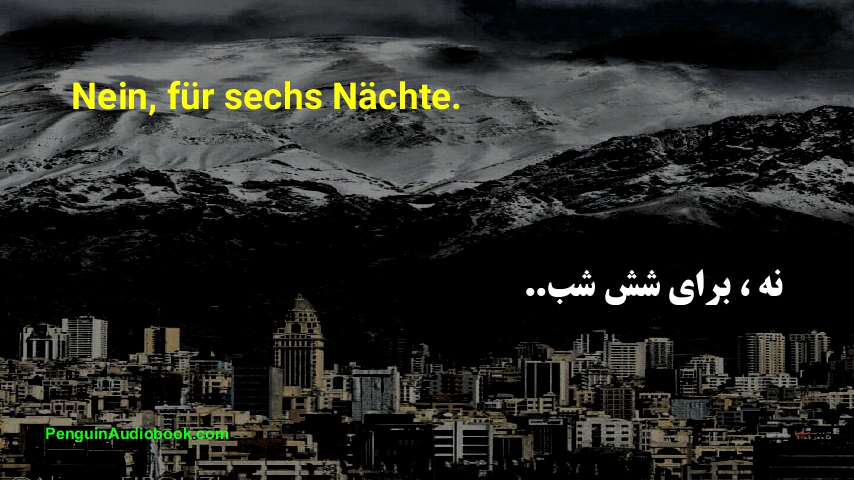 Nein, für sechs Nächte.
نه ، برای شش شب..
PenguinAudiobook.com